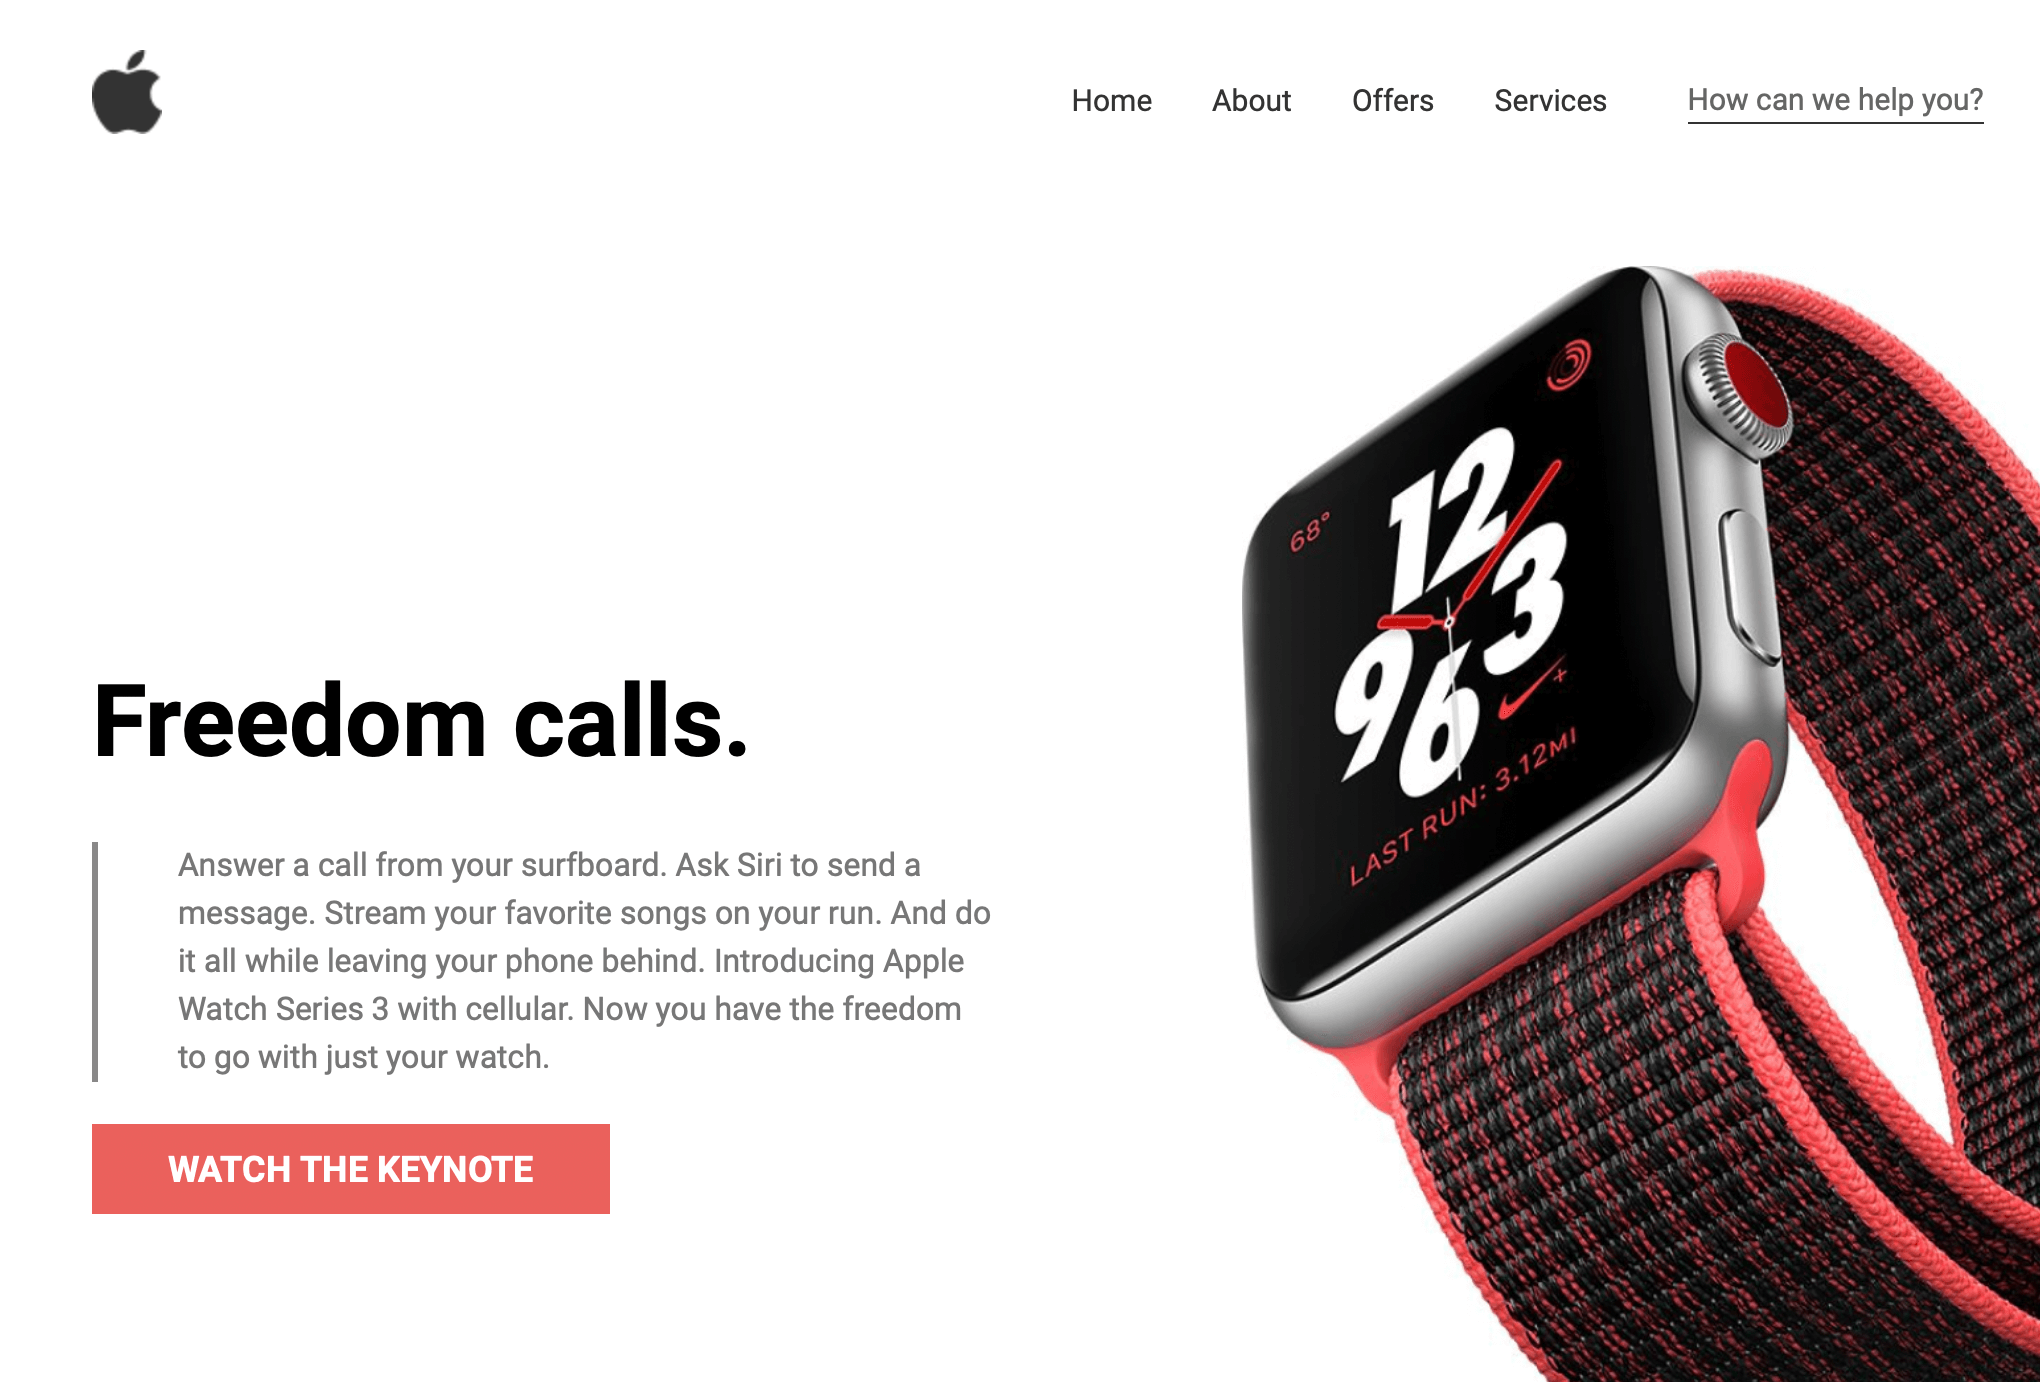 Home About Offers Services How can we help you?
68°
12
3
9
6
LAST RUN: 3.12MI
Freedom calls.
Answer a call from your surfboard. Ask Siri to send a
message. Stream your favorite songs on your run. And do
it all while leaving your phone behind. Introducing Apple
Watch Series 3 with cellular. Now you have the freedom
to go with just your watch.
WATCH THE KEYNOTE